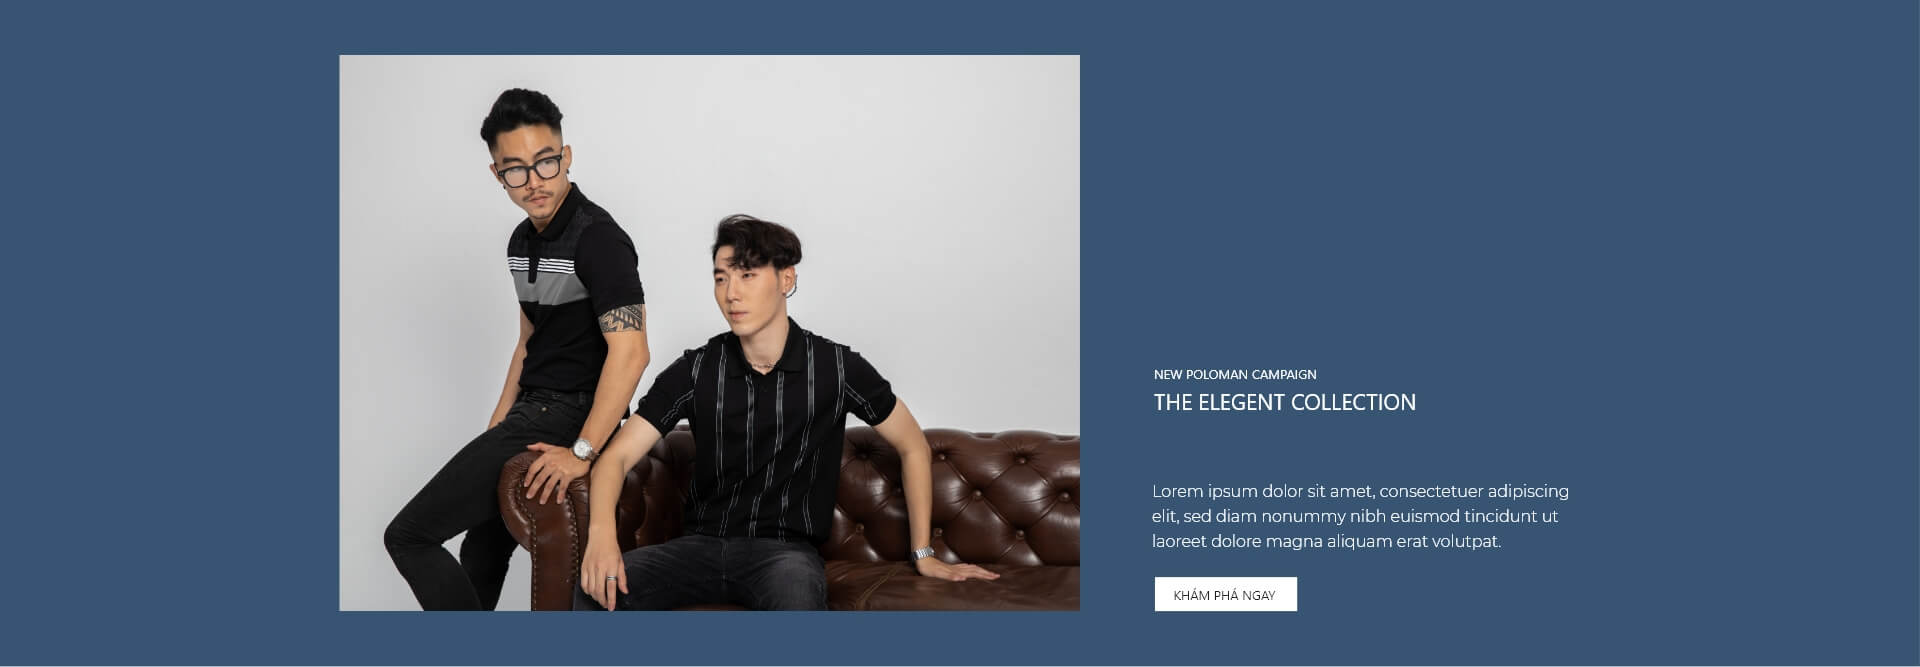 NEW POLOMAN CAMPAIGN
THE ELEGENT COLLECTION
Lorem ipsum dolor sit amet, consectetuer adipiscing
elit, sed diam nonummy nibh euismod tincidunt ut
laoreet dolore magna aliquam erat volutpat.
KHÁM PHÁ NGAY